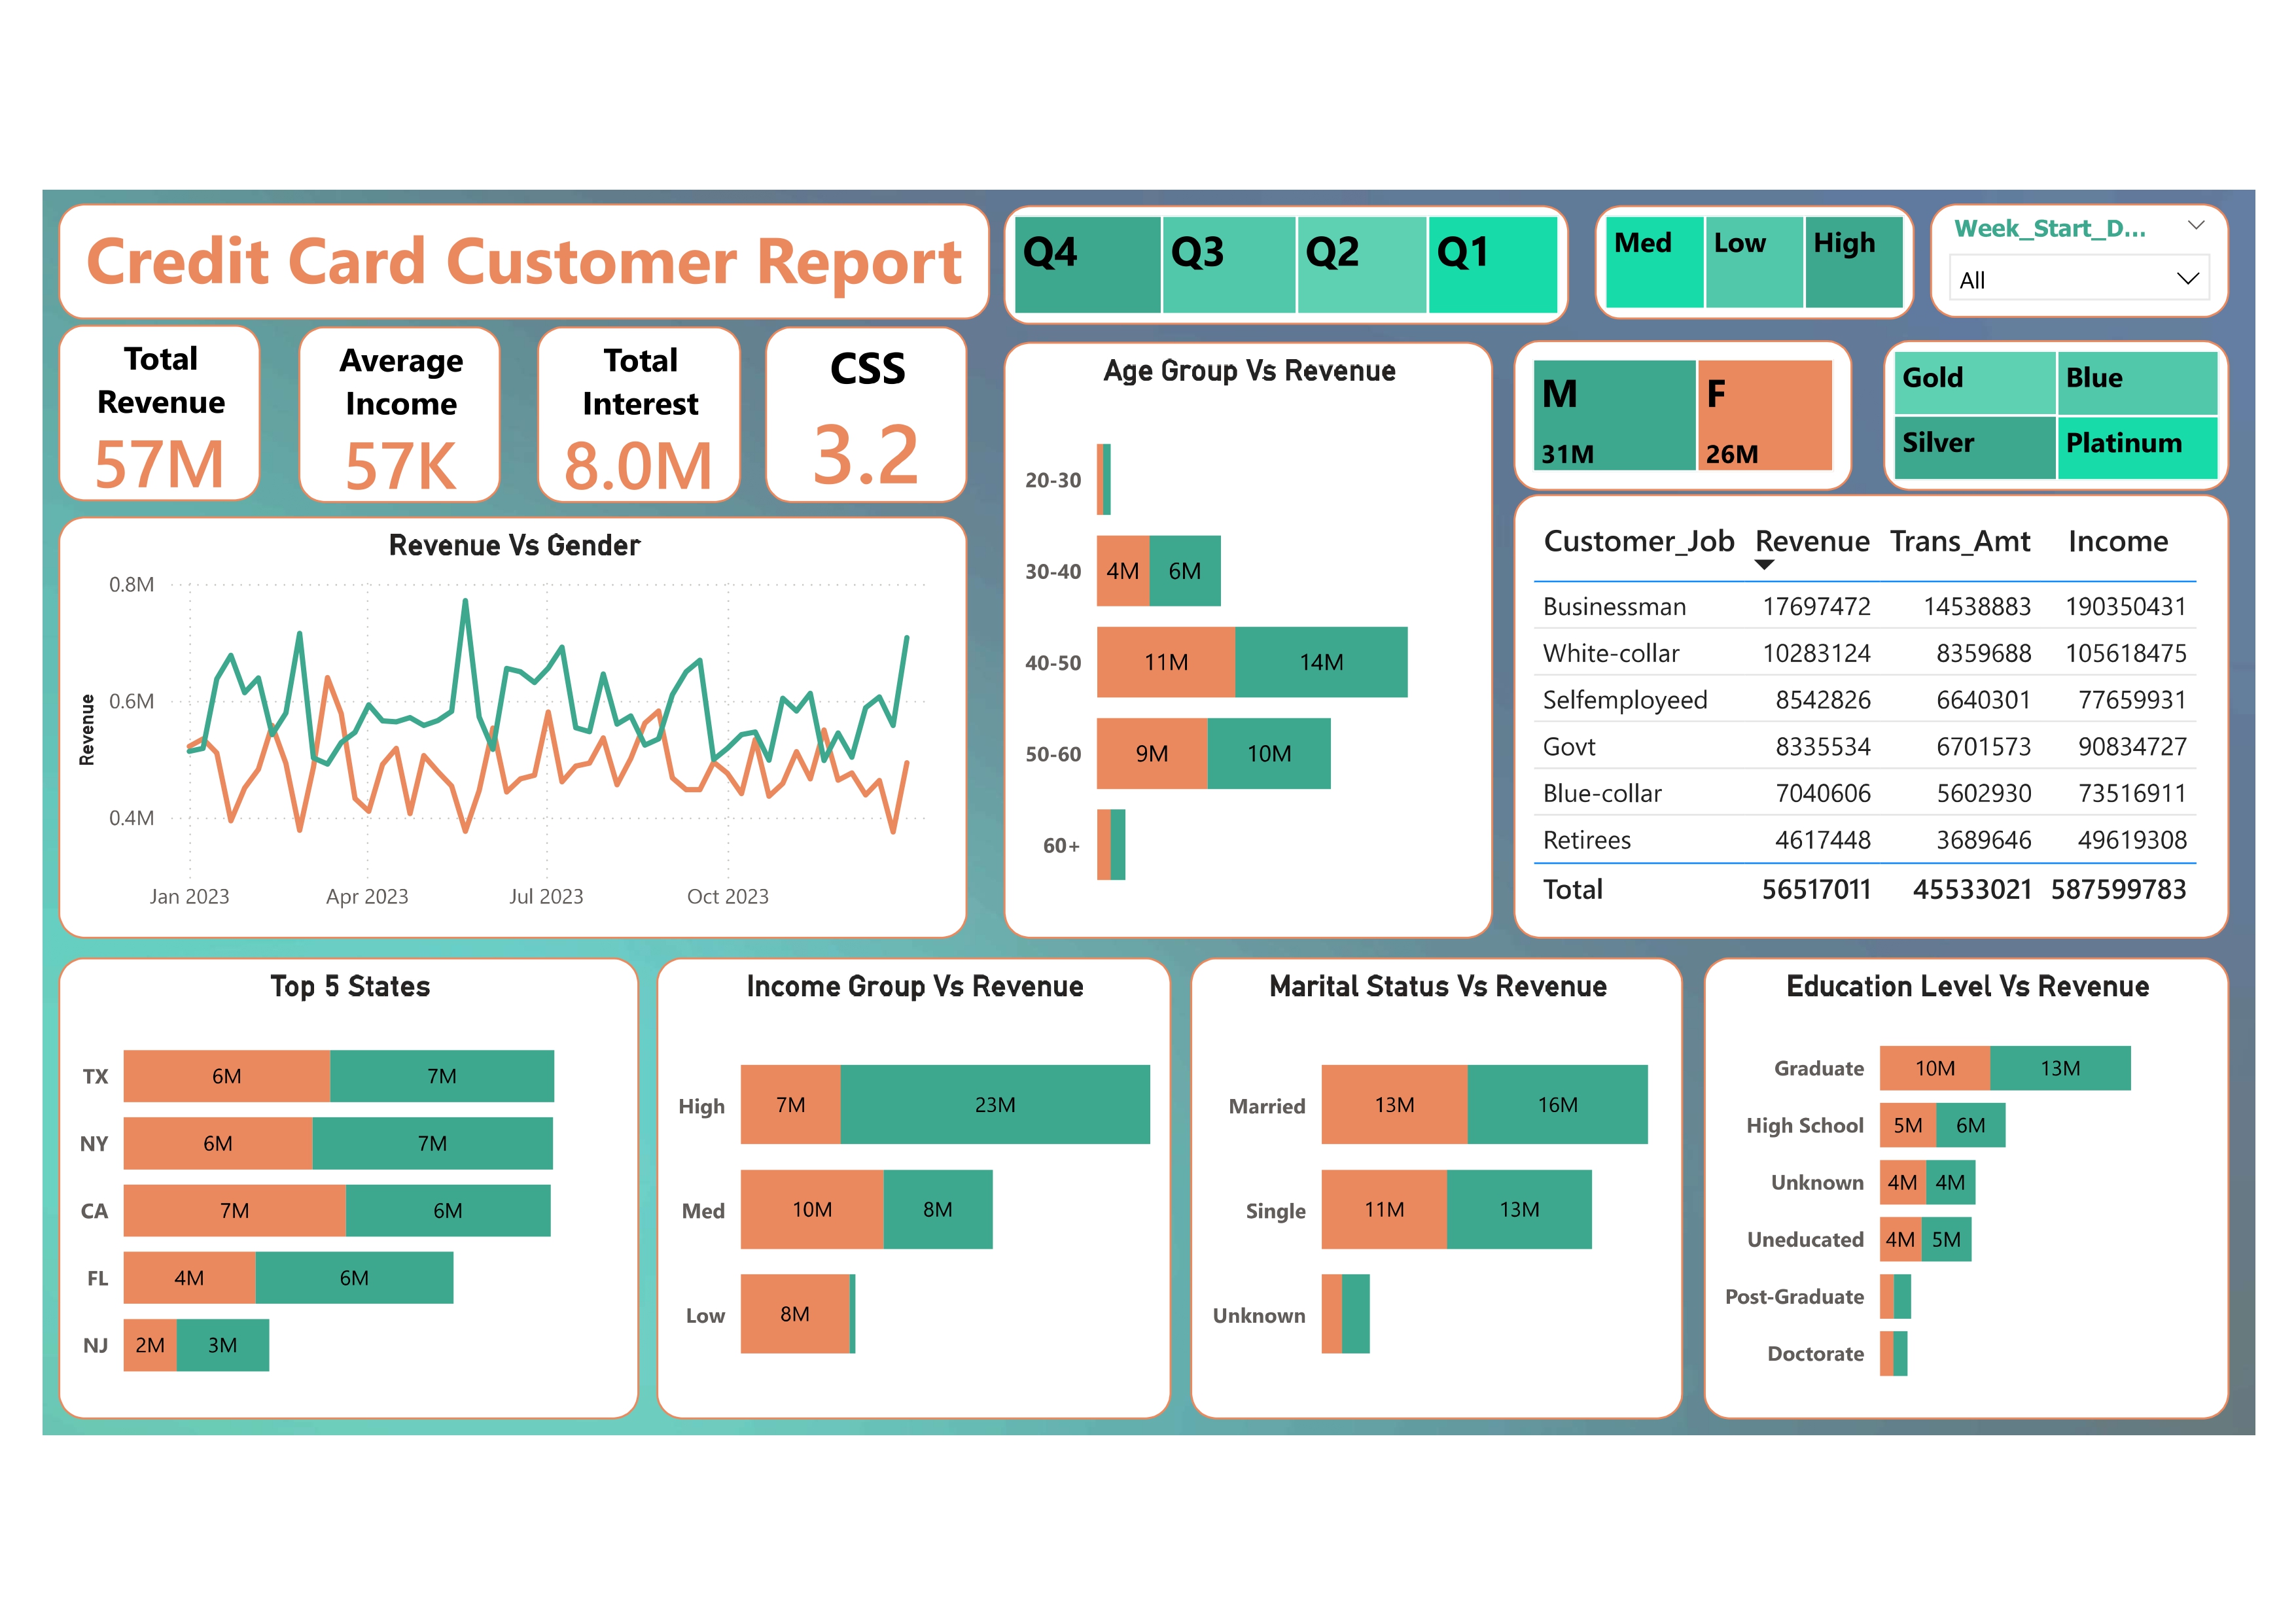 Credit Card Customer Report
Q4 Q3 Q2 Q1
Med Low High
Week_Start_D...
All
Total
Revenue
57M
Average
Income
57K
Total
Interest
8.0M
CSS
3.2
Revenue Vs Gender
Revenue
0.8M
0.6M
0.4M
Jan 2023 Apr 2023 Jul 2023 Oct 2023
Age Group Vs Revenue
20-30
30-40 4M 6M
40-50 11M 14M
50-60 9M 10M
60+
M
31M
F
26M
Gold Blue
Silver Platinum
Customer_Job Revenue Trans_Amt Income
Businessman 17697472 14538883 190350431
White-collar 10283124 8359688 105618475
Selfemployeed 8542826 6640301 77659931
Govt 8335534 6701573 90834727
Blue-collar 7040606 5602930 73516911
Retirees 4617448 3689646 49619308
Total 56517011 45533021 587599783
Top 5 States
TX 6M 7M
NY 6M 7M
CA 7M 6M
FL 4M 6M
NJ 2M 3M
Income Group Vs Revenue
High 7M 23M
Med 10M 8M
Low 8M
Marital Status Vs Revenue
Married 13M 16M
Single 11M 13M
Unknown
Education Level Vs Revenue
Graduate 10M 13M
High School 5M 6M
Unknown 4M 4M
Uneducated 4M 5M
Post-Graduate
Doctorate